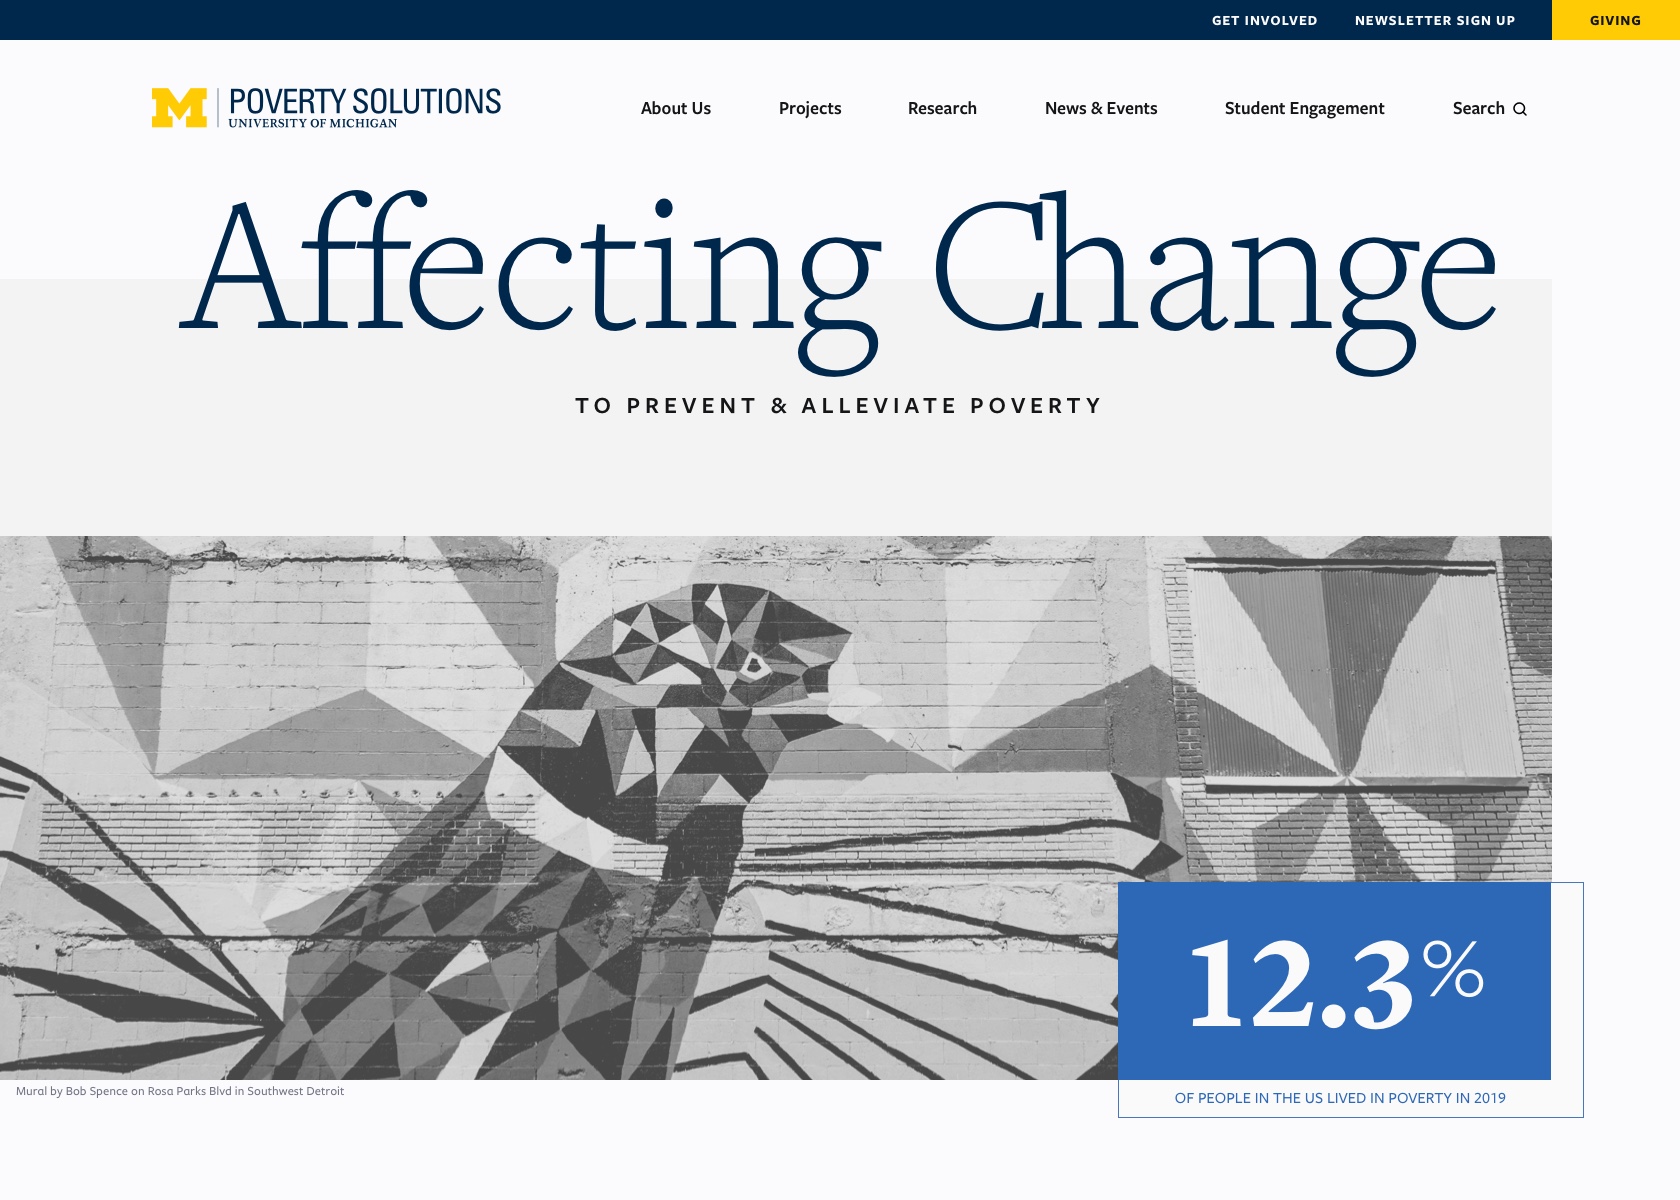 GET INVOLVED
NEWSLETTER SIGN UP
GIVING
M
POVERTY SOLUTIONS
UNIVERSITY OF MICHIGAN
About Us
Projects
Research
News & Events
Student Engagement
Search
Affecting Change
TO PREVENT & ALLEVIATE POVERTY
12.3%
OF PEOPLE IN THE US LIVED IN POVERTY IN 2019
Mural by Bob Spence on Rosa Parks Blvd in Southwest Detroit